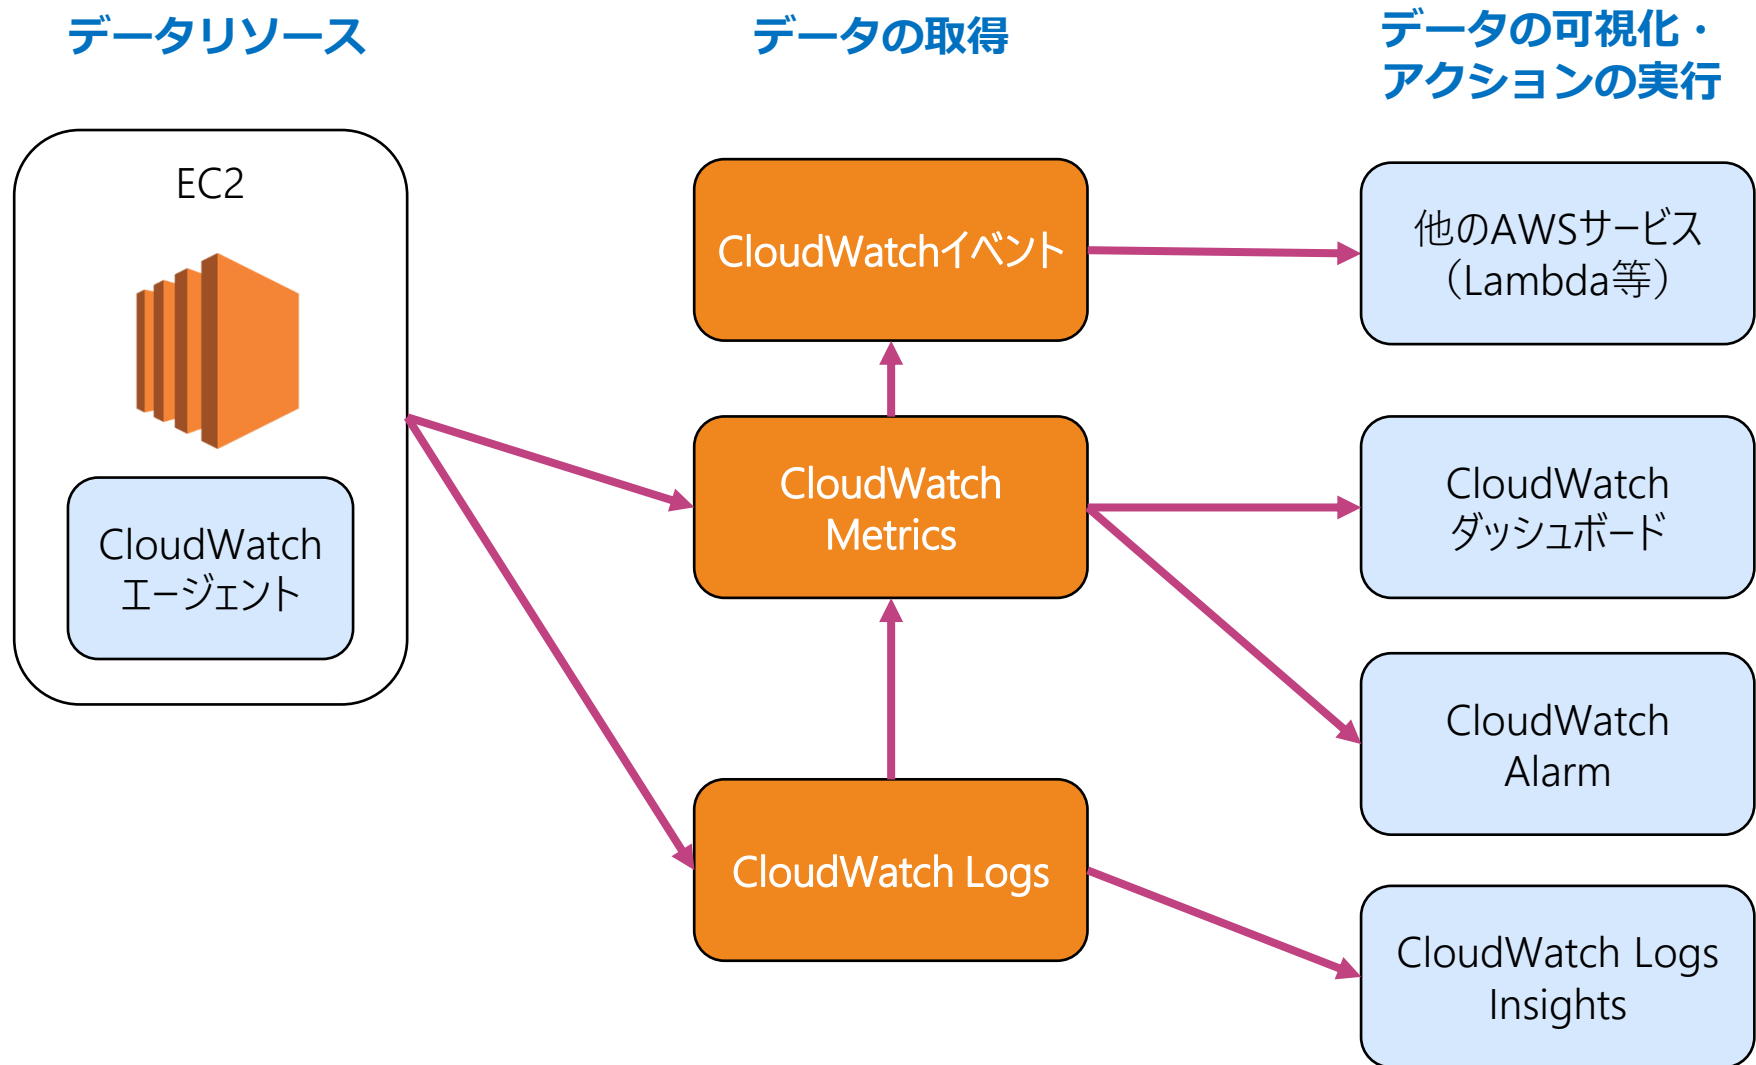 データリソース
データの取得
データの可視化・
アクションの実行
EC2
CloudWatch
エージェント
CloudWatchイベント
CloudWatch
Metrics
CloudWatch Logs
他のAWSサービス
（Lambda等）
CloudWatch
ダッシュボード
CloudWatch
Alarm
CloudWatch Logs
Insights